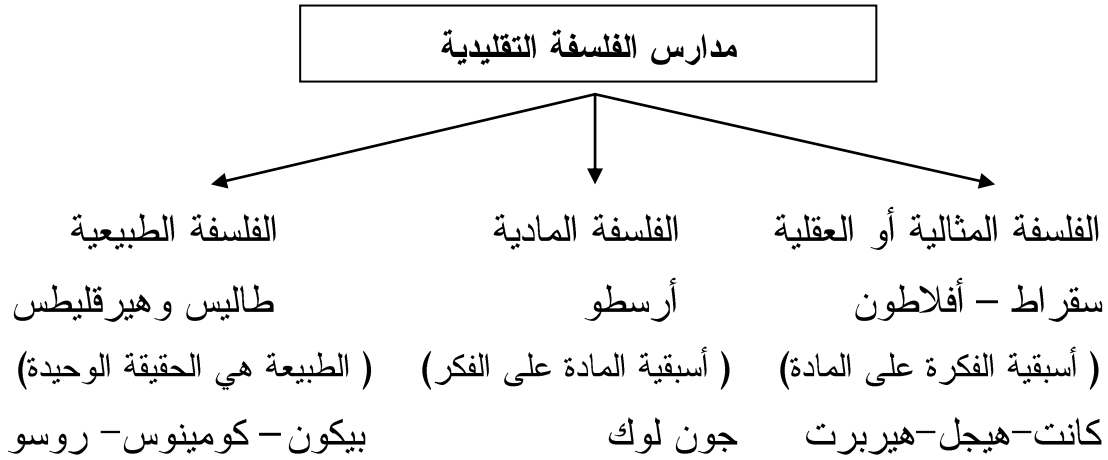 مدارس الفلسفة التقليدية
الفلسفة المثالية أو العقلية
سقراط – أفلاطون
( أسبقية الفكرة على المادة)
كانت-هيجل-هيربرت
الفلسفة المادية
أرسطو
( أسبقية المادة على الفكر)
جون لوك
الفلسفة الطبيعية
طاليس وهيرقليطس
( الطبيعة هي الحقيقة الوحيدة)
بيكون – كومينوس- روسو